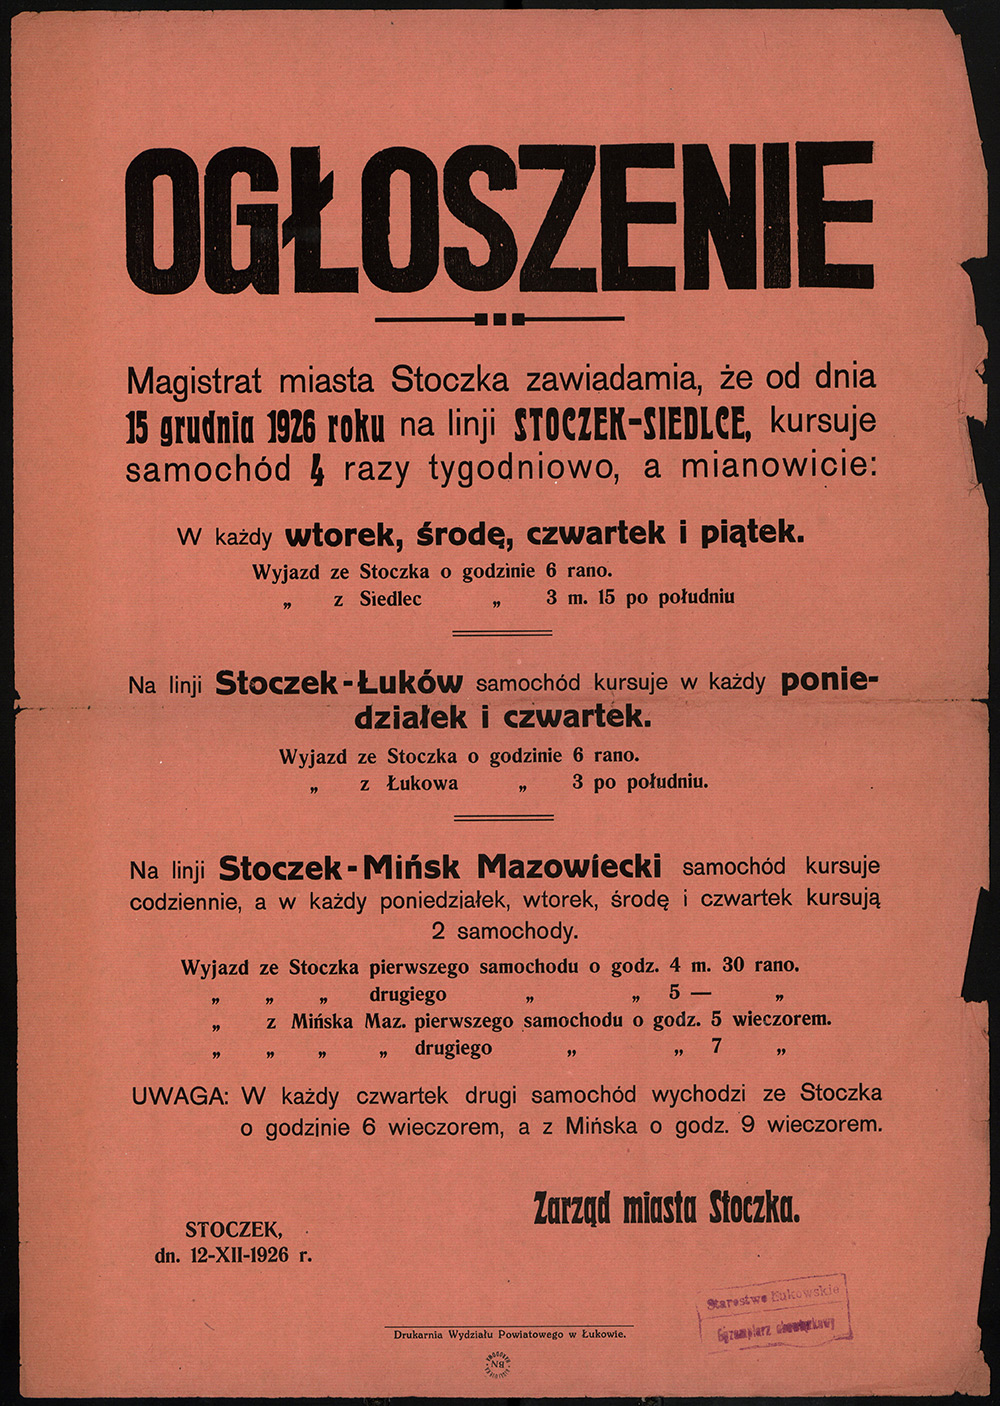 OGŁOSZENIE
Magistrat miasta Stoczka zawiadamia, że od dnia
15 grudnia 1926 roku na linji STOCZEK-SIEDLCE, kursuje
samochód 4 razy tygodniowo, a mianowicie:
W każdy wtorek, środę, czwartek i piątek.
Wyjazd ze Stoczka o godzinie 6 rano.
„ z Siedlec „ 3 m. 15 po południu
Na linji Stoczek-Łuków samochód kursuje w każdy ponie-
działek i czwartek.
Wyjazd ze Stoczka o godzinie 6 rano.
„ z Łukowa „ 3 po południu.
Na linji Stoczek-Mińsk Mazowiecki samochód kursuje
codziennie, a w każdy poniedziałek, wtorek, środę i czwartek kursują
2 samochody.
Wyjazd ze Stoczka pierwszego samochodu o godz. 4 m. 30 rano.
„ „ „ drugiego „ „ 5 — „
„ z Mińska Maz. pierwszego samochodu o godz. 5 wieczorem.
„ „ „ „ drugiego „ „ 7 „
UWAGA: W każdy czwartek drugi samochód wychodzi ze Stoczka
o godzinie 6 wieczorem, a z Mińska o godz. 9 wieczorem.
Zarząd miasta Stoczka.
STOCZEK,
dn. 12-XII-1926 r.
Starostwo Łukowskie
Egzemplarz obowiązkowy
Drukarnia Wydziału Powiatowego w Łukowie.
BN